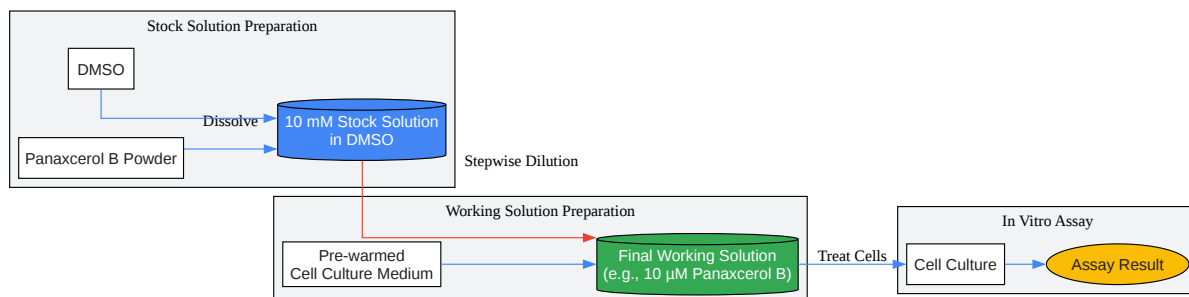 Stock Solution Preparation
DMSO
Dissolve
10 mM Stock Solution
in DMSO
Panaxcerol B Powder
Stepwise Dilution
Working Solution Preparation
Pre-warmed
Cell Culture Medium
Final Working Solution
(e.g., 10 µM Panaxcerol B)
Treat Cells
In Vitro Assay
Cell Culture
Assay Result